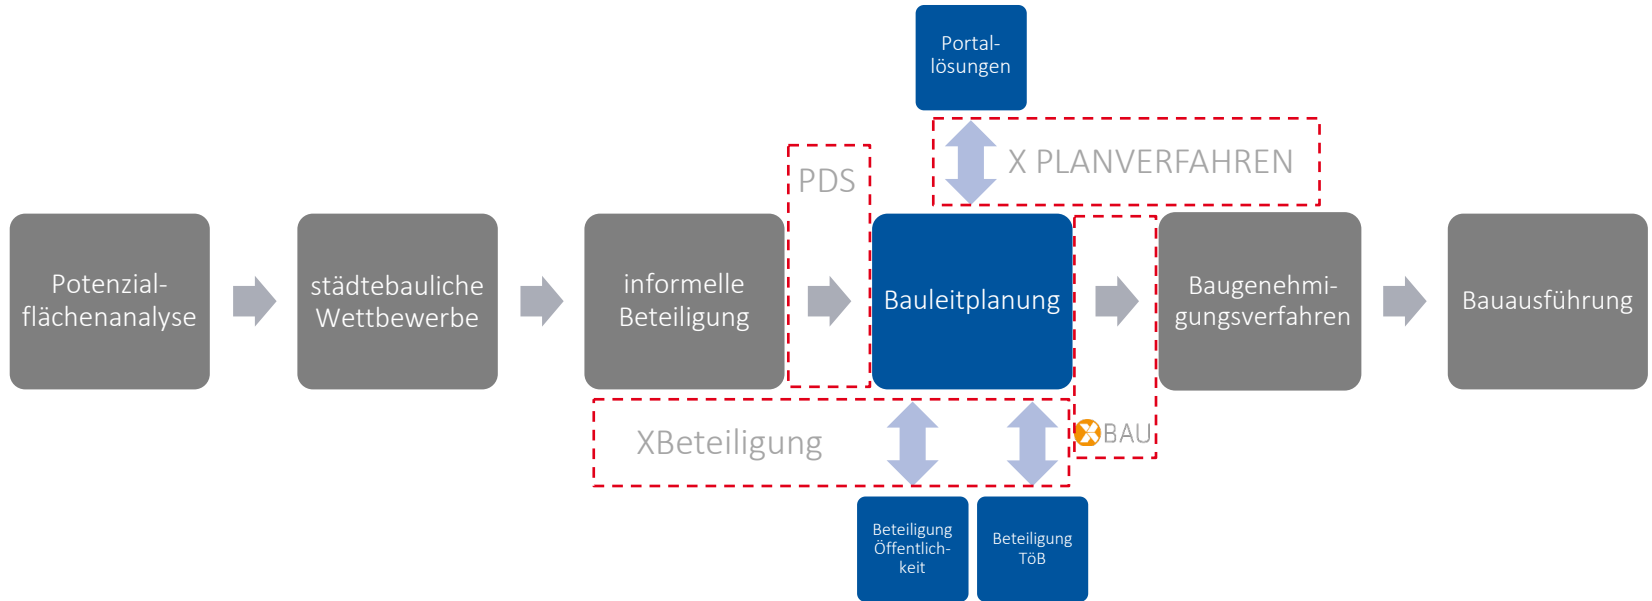 Portal-
lösungen
X PLANVERFAHREN
PDS
Potenzial-
flächenanalyse
städtebauliche
Wettbewerbe
informelle
Beteiligung
Bauleitplanung
Baugenehmi-
gungsverfahren
Bauausführung
XBeteiligung
XBAU
Beteiligung
Öffentlich-
keit
Beteiligung
TöB